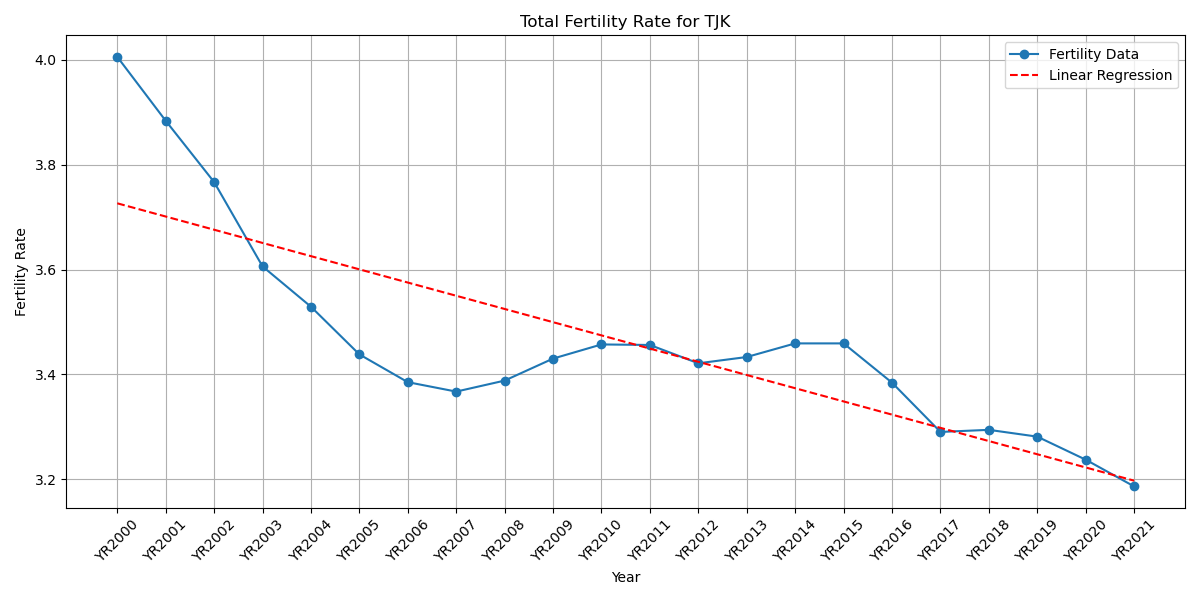 Total Fertility Rate for TJK
Fertility Data
Linear Regression
Fertility Rate
4.0
3.8
3.6
3.4
3.2
YR2000
YR2001
YR2002
YR2003
YR2004
YR2005
YR2006
YR2007
YR2008
YR2009
YR2010
YR2011
YR2012
YR2013
YR2014
YR2015
YR2016
YR2017
YR2018
YR2019
YR2020
YR2021
Year